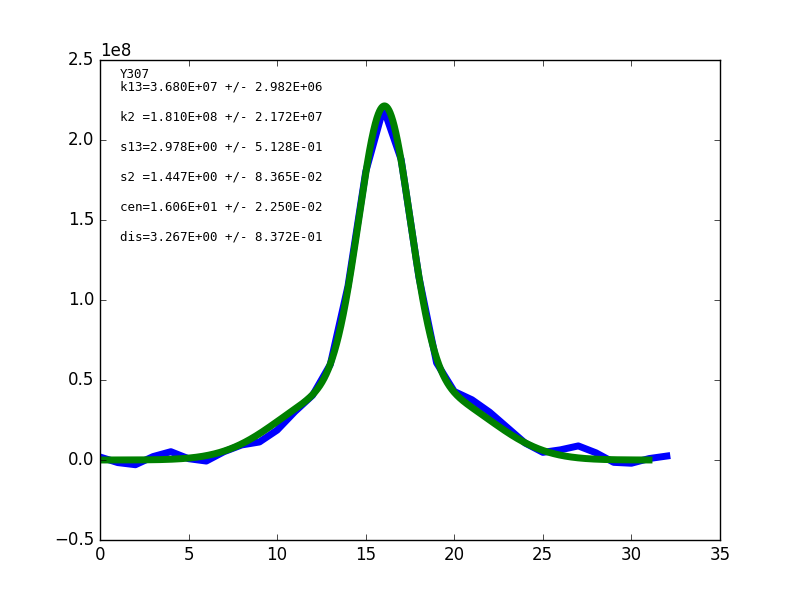 1e8
2.5
2.0
1.5
1.0
0.5
0.0
−0.5
Y307
k13=3.680E+07 +/- 2.982E+06
k2 =1.810E+08 +/- 2.172E+07
s13=2.978E+00 +/- 5.128E-01
s2 =1.447E+00 +/- 8.365E-02
cen=1.606E+01 +/- 2.250E-02
dis=3.267E+00 +/- 8.372E-01
0 5 10 15 20 25 30 35